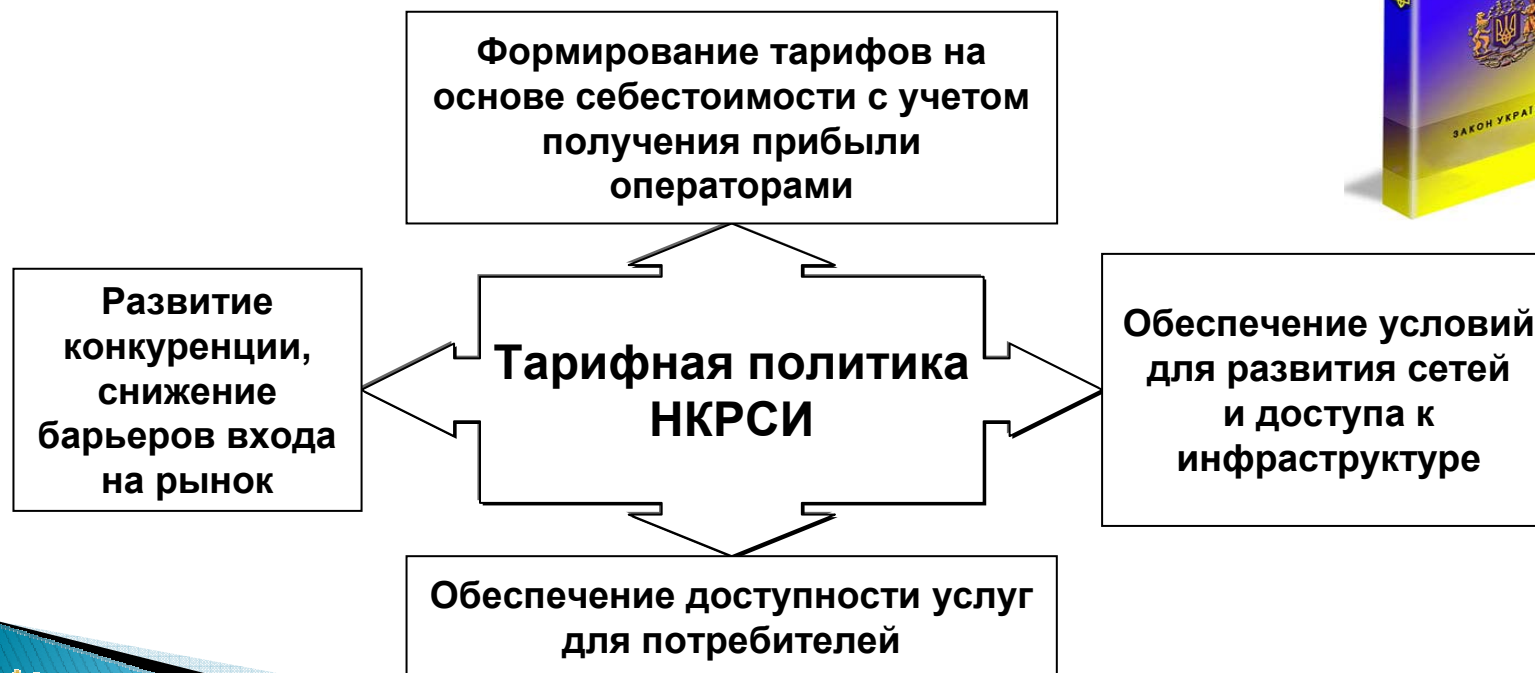 Формирование тарифов на
основе себестоимости с учетом
получения прибыли
операторами
ЗАКОН
Развитие
конкуренции,
снижение
барьеров входа
на рынок
Тарифная политика
НКРСИ
Обеспечение условий
для развития сетей
и доступа к
инфраструктуре
Обеспечение доступности услуг
для потребителей